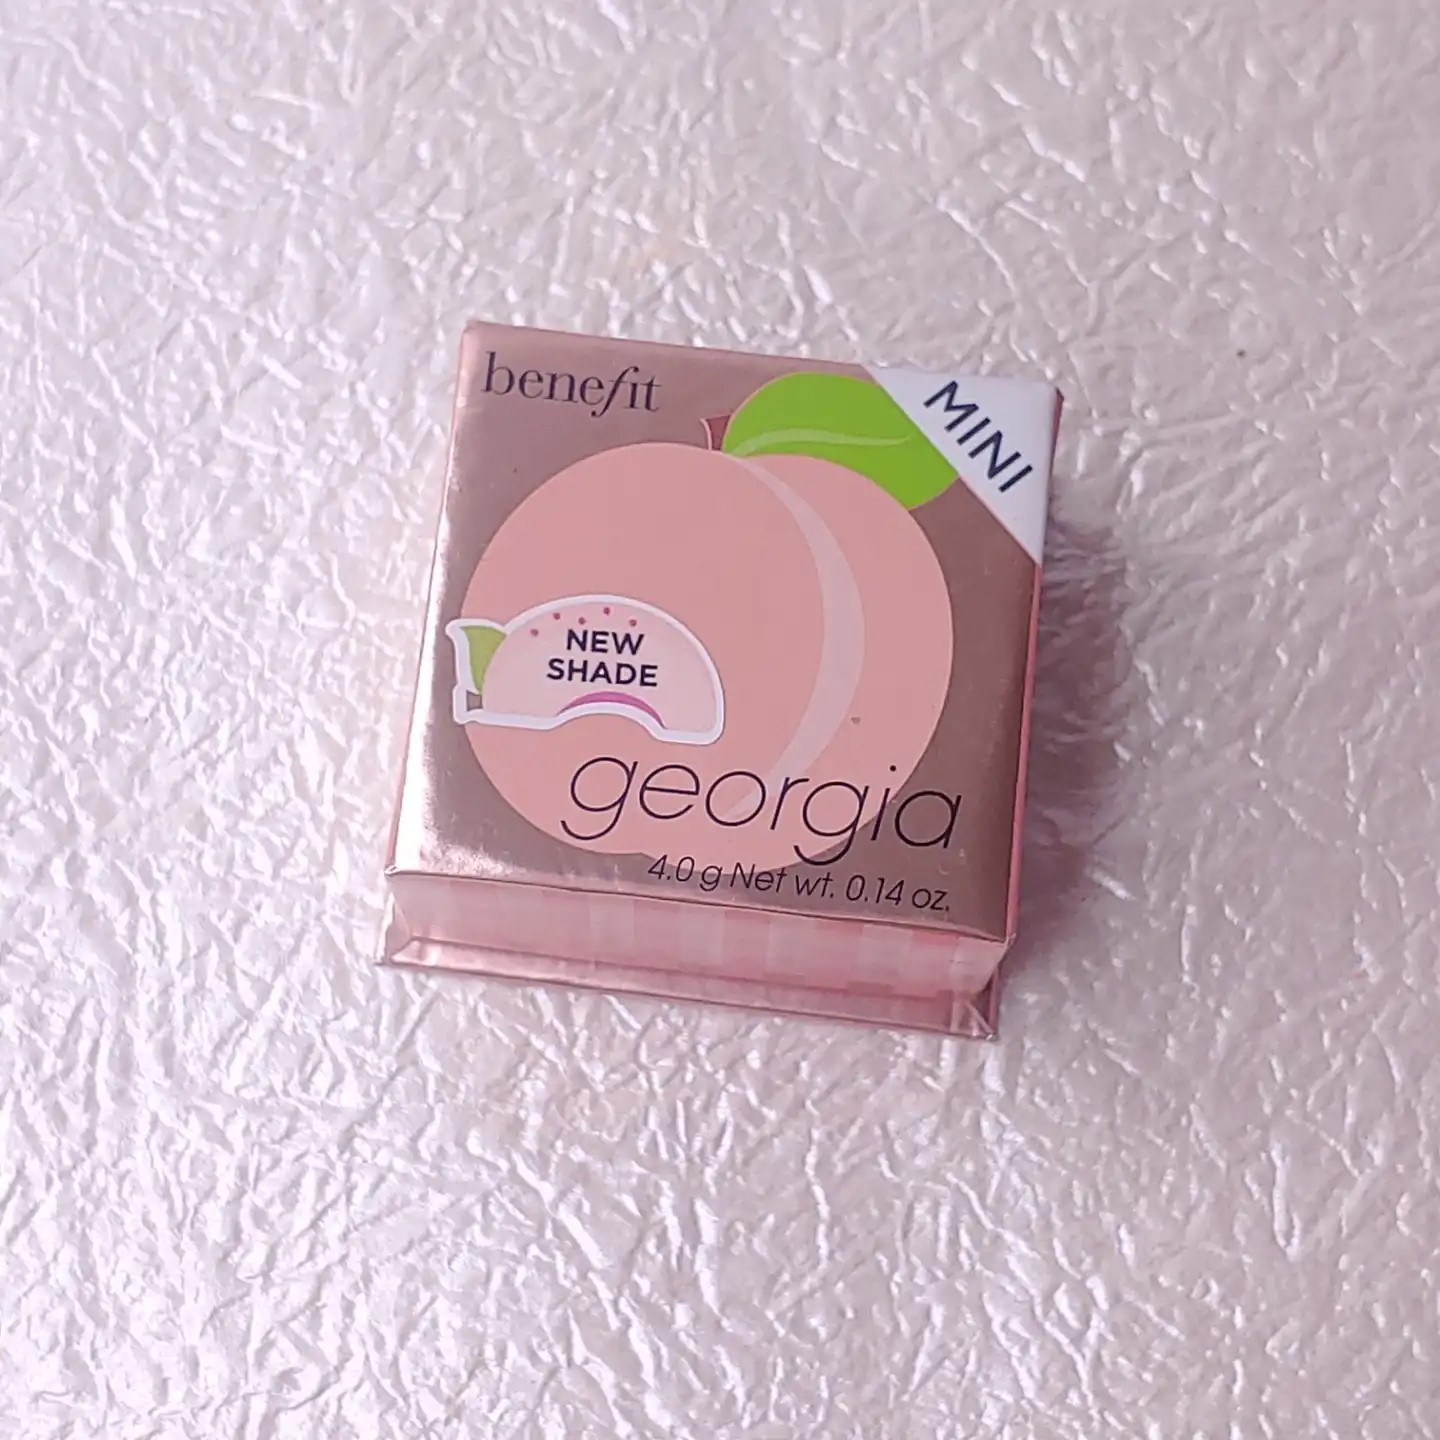 benefit
MINI
NEW
SHADE
georgia
4.0 g Net wt. 0.14 oz.